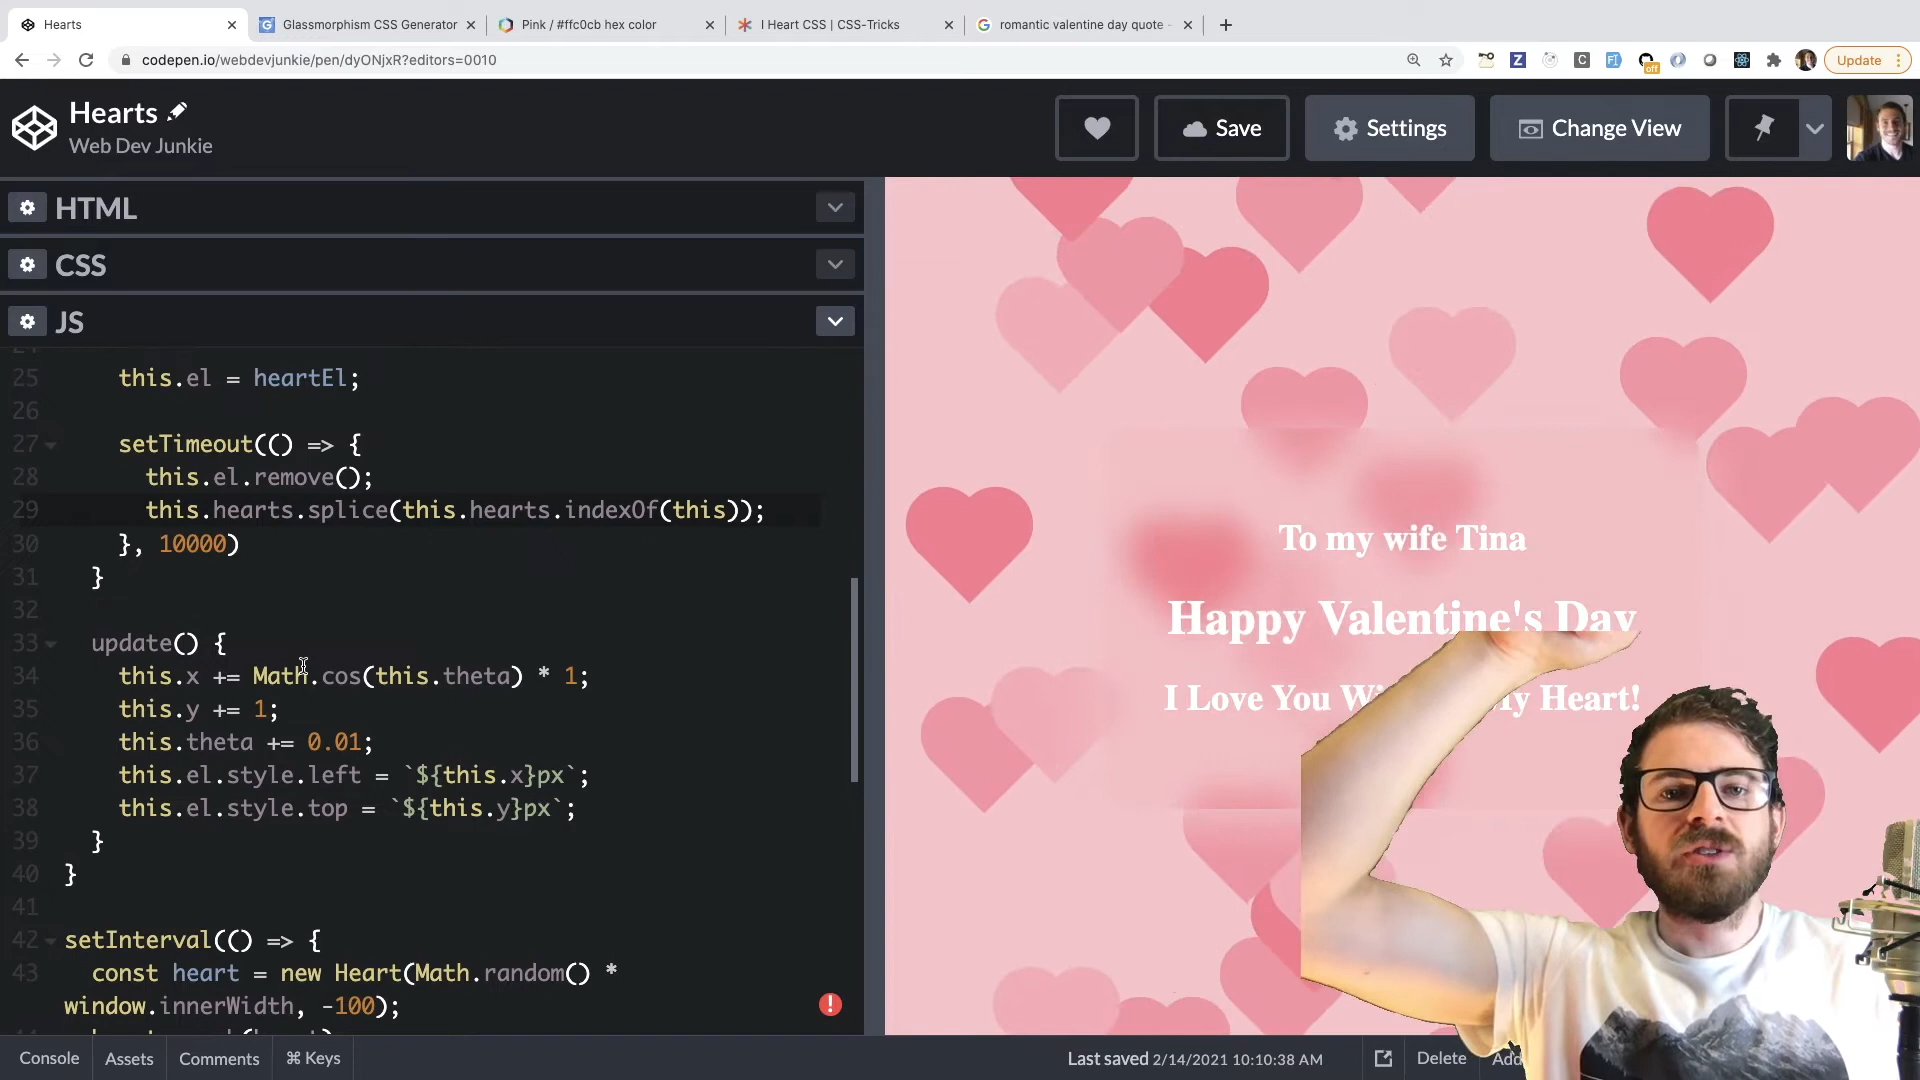 Hearts
Glassmorphism CSS Generator
Pink / #ffc0cb hex color
I Heart CSS | CSS-Tricks
romantic valentine day quote -
codepen.io/webdevjunkie/pen/dyONjxR?editors=0010
off
Update
Hearts
Web Dev Junkie
Save
Settings
Change View
HTML
CSS
JS
25 this.el = heartEl;
26
27 setTimeout(() => {
28 this.el.remove();
29 this.hearts.splice(this.hearts.indexOf(this));
30 }, 10000)
31 }
32
33 update() {
34 this.x += Math.cos(this.theta) * 1;
35 this.y += 1;
36 this.theta += 0.01;
37 this.el.style.left = `${this.x}px`;
38 this.el.style.top = `${this.y}px`;
39 }
40 }
41
42 setInterval(() => {
43 const heart = new Heart(Math.random() *
window.innerWidth, -100);
To my wife Tina
Happy Valentine's Day
I Love You Wi My Heart!
Console
Assets
Comments
⌘ Keys
Last saved 2/14/2021 10:10:38 AM
Delete
Add